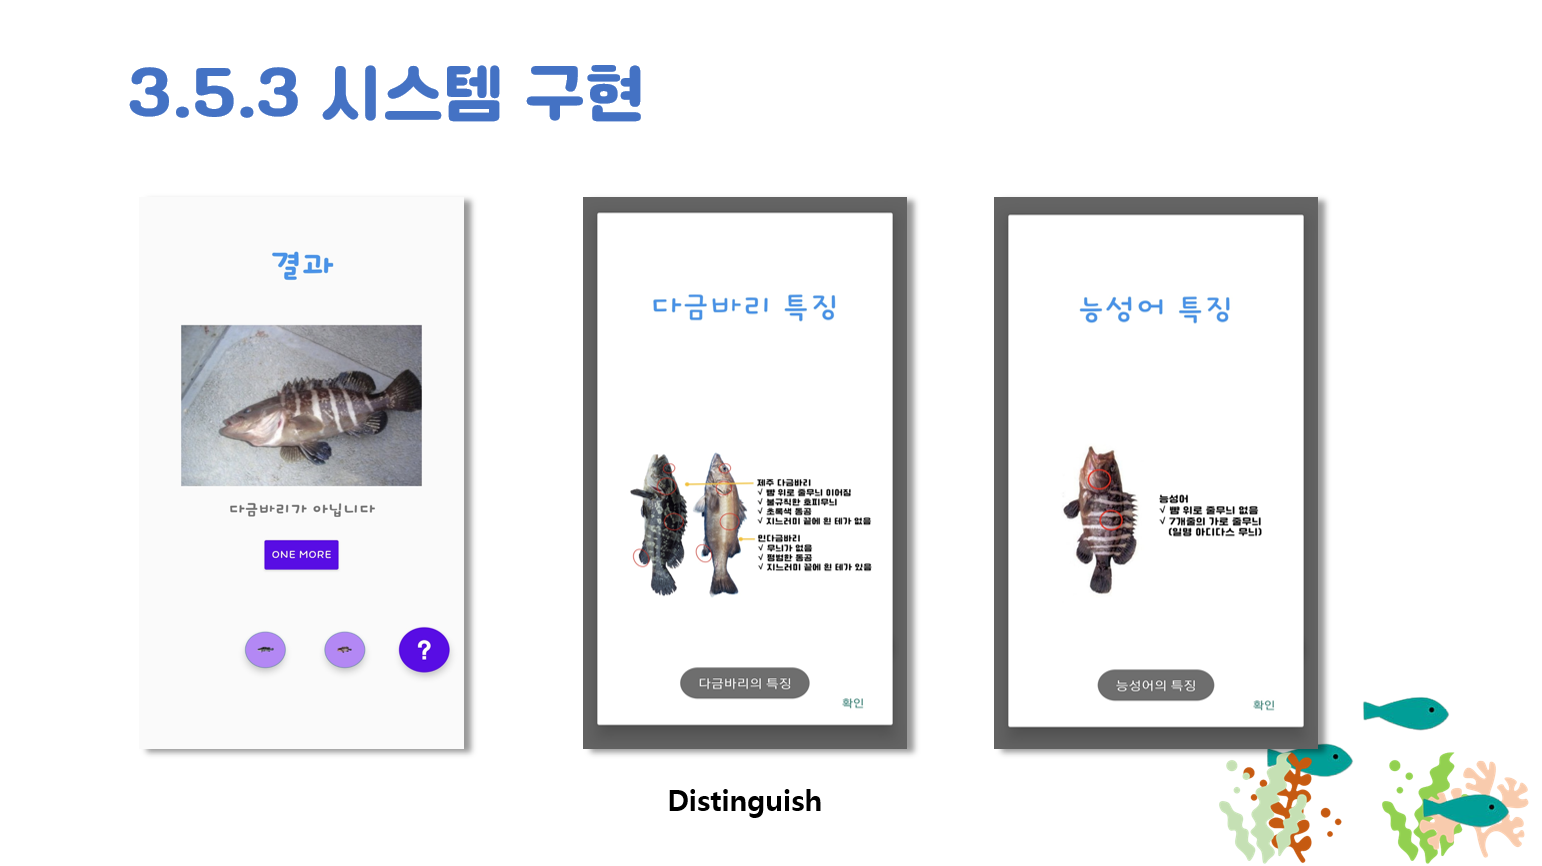 3.5.3 시스템 구현
결과
다금바리가 아닙니다
ONE MORE
?
다금바리 특징
제주 다금바리
√ 뺨 위로 줄무늬 이어짐
√ 불규칙한 호피무늬
√ 초록색 동공
√ 지느러미 끝에 흰 테가 없음
민다금바리
√ 무늬가 없음
√ 평범한 동공
√ 지느러미 끝에 흰 테가 있음
다금바리의 특징
확인
능성어 특징
능성어
√ 뺨 위로 줄무늬 없음
√ 7개줄의 가로 줄무늬
(일명 아디다스 무늬)
능성어의 특징
확인
Distinguish